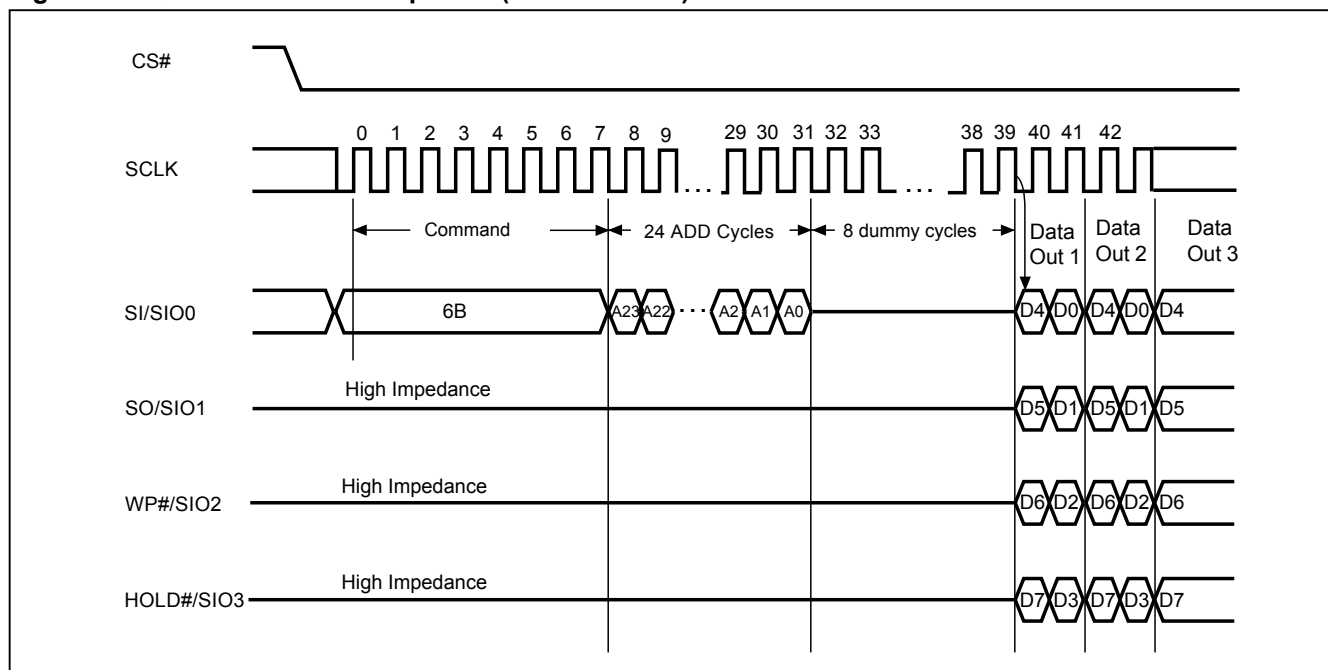 CS#
0 1 2 3 4 5 6 7 8 9 29 30 31 32 33 38 39 40 41 42
SCLK
...
...
Command
24 ADD Cycles
8 dummy cycles
Data
Out 1
Data
Out 2
Data
Out 3
SI/SIO0
6B
A23 A22 ... A2 A1 A0
D4 D0 D4 D0 D4
High Impedance
SO/SIO1
D5 D1 D5 D1 D5
High Impedance
WP#/SIO2
D6 D2 D6 D2 D6
High Impedance
HOLD#/SIO3
D7 D3 D7 D3 D7